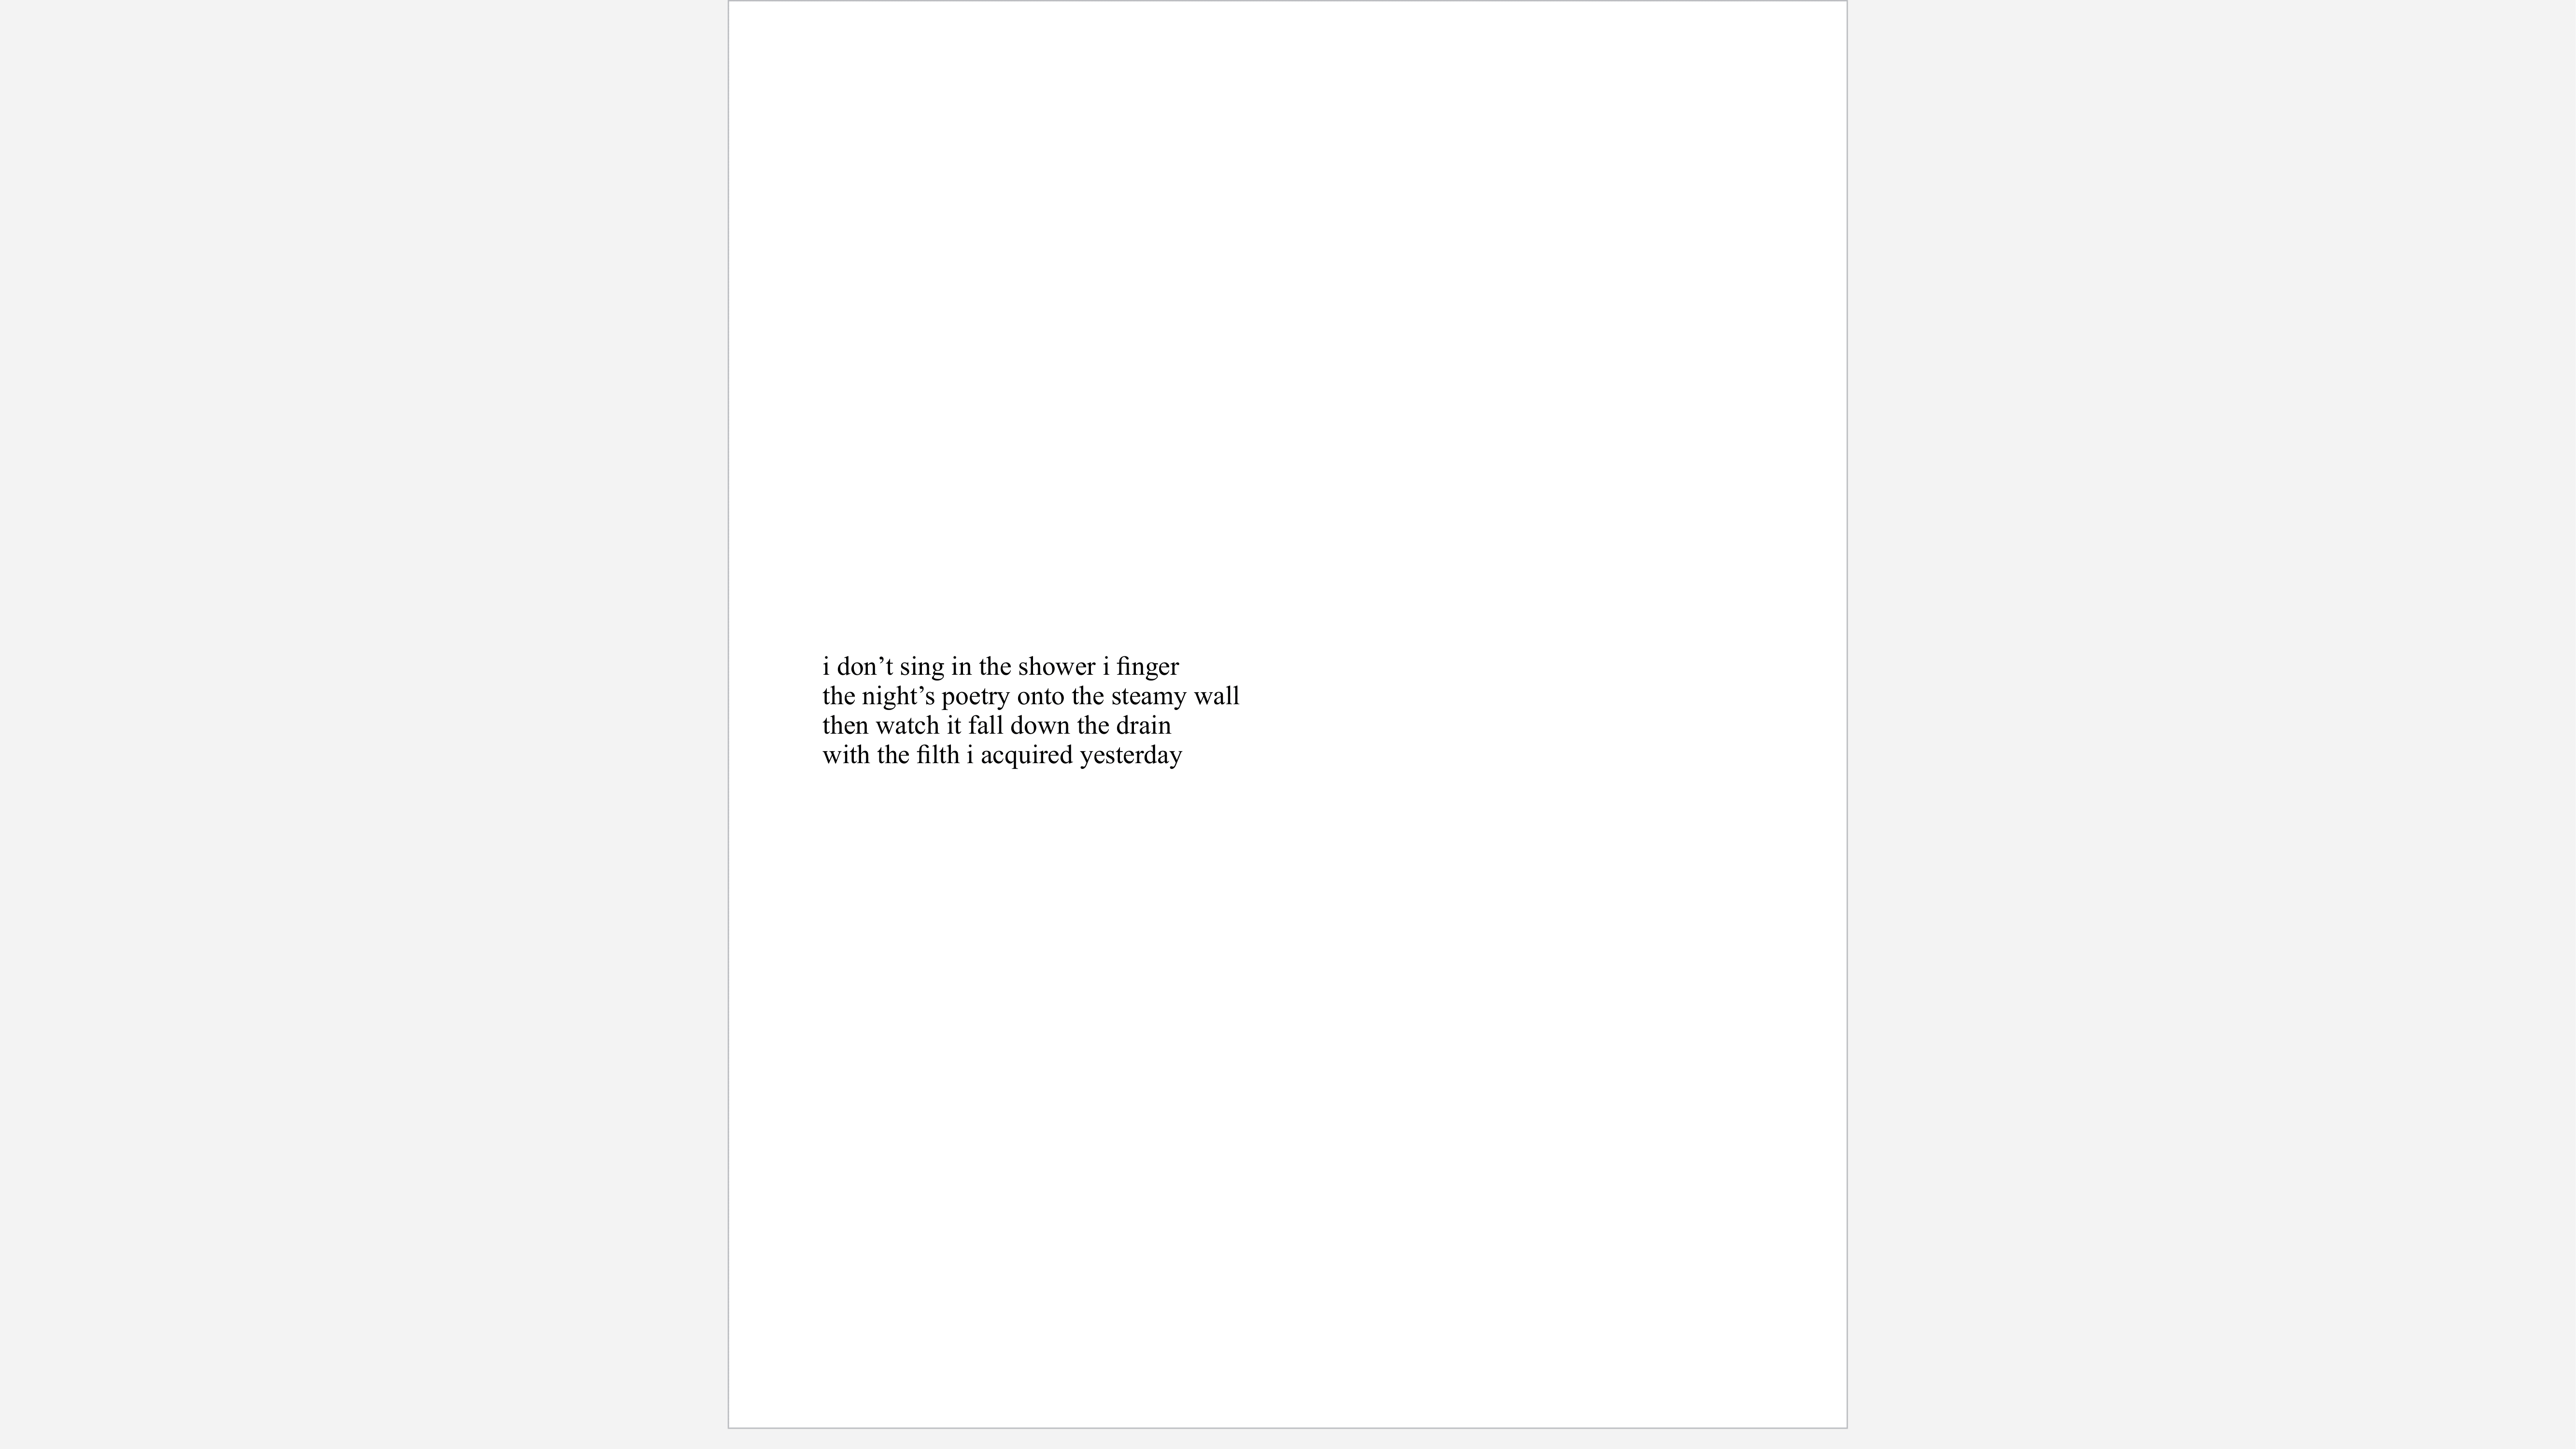 i don’t sing in the shower i finger
the night’s poetry onto the steamy wall
then watch it fall down the drain
with the filth i acquired yesterday